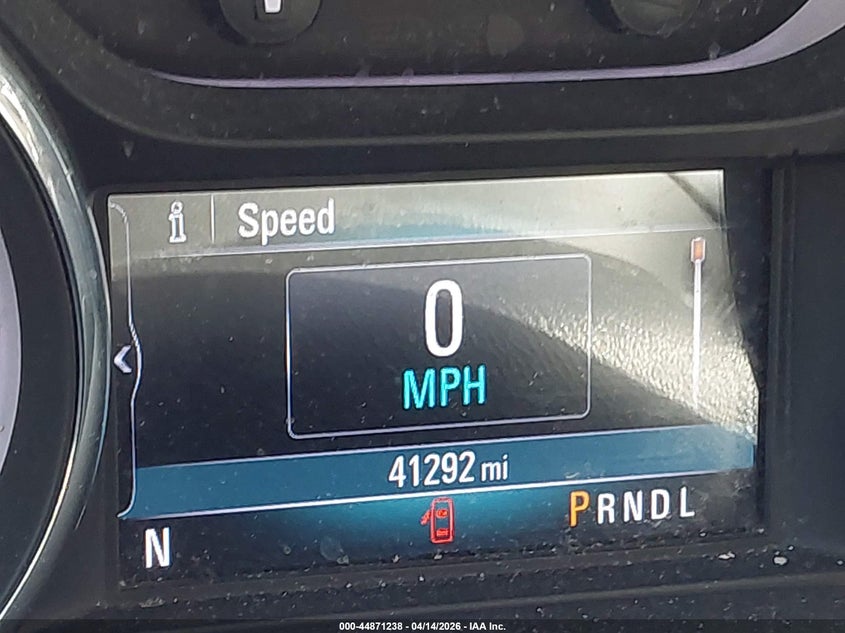 i Speed
0
MPH
41292 mi
N
PRNDL
000-44871238 - 04/14/2026 - IAA Inc.